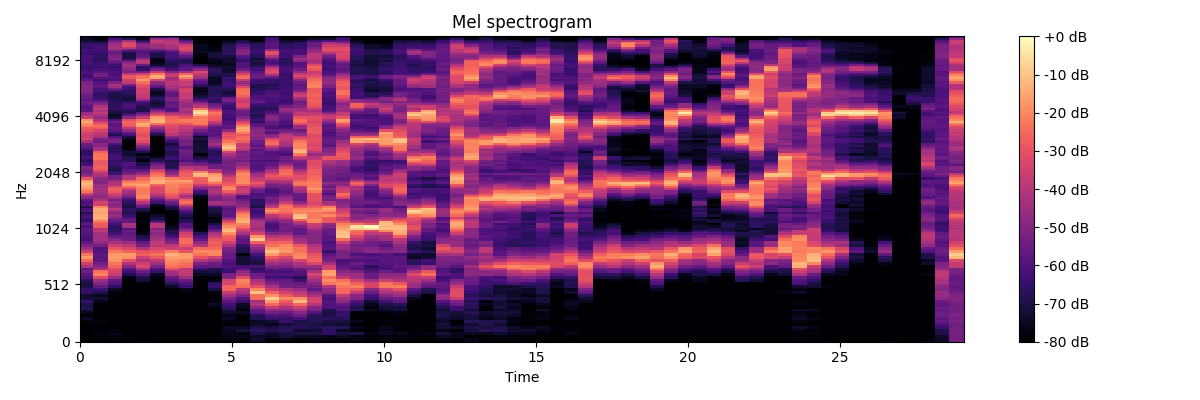 Mel spectrogram
Hz
8192
4096
2048
1024
512
0
0 5 10 15 20 25
Time
+0 dB
-10 dB
-20 dB
-30 dB
-40 dB
-50 dB
-60 dB
-70 dB
-80 dB